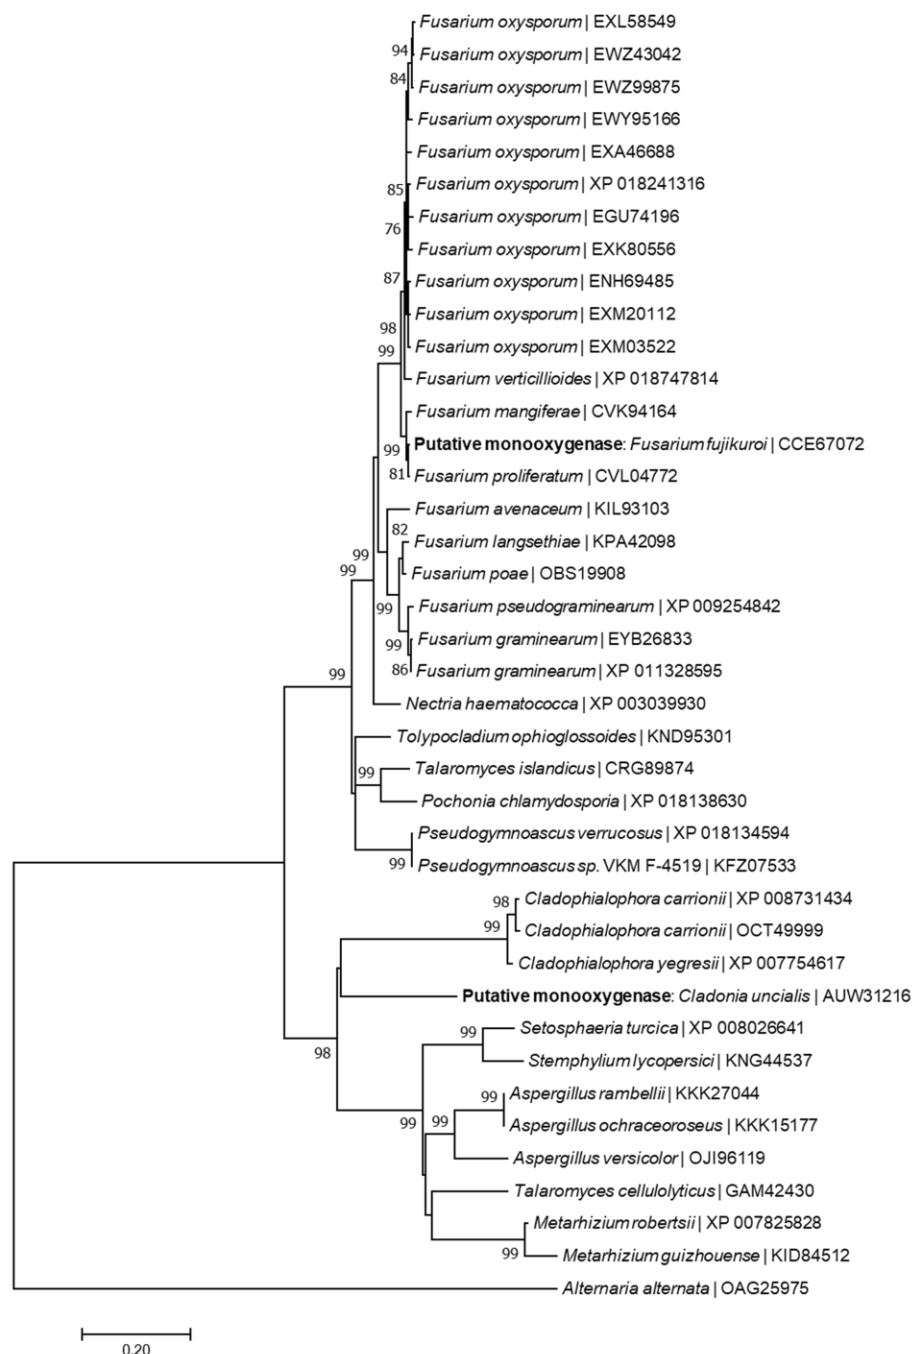 Fusarium oxysporum | EXL58549
94
Fusarium oxysporum | EWZ43042
84
Fusarium oxysporum | EWZ99875
Fusarium oxysporum | EWY95166
Fusarium oxysporum | EXA46688
85
Fusarium oxysporum | XP 018241316
76
Fusarium oxysporum | EGU74196
Fusarium oxysporum | EXK80556
87
Fusarium oxysporum | ENH69485
Fusarium oxysporum | EXM20112
98
Fusarium oxysporum | EXM03522
99
Fusarium verticillioides | XP 018747814
Fusarium mangiferae | CVK94164
99
Putative monooxygenase: Fusarium fujikuroi | CCE67072
81
Fusarium proliferatum | CVL04772
Fusarium avenaceum | KIL93103
82
Fusarium langsethiae | KPA42098
99
99
Fusarium poae | OBS19908
99
Fusarium pseudograminearum | XP 009254842
99
Fusarium graminearum | EYB26833
86
Fusarium graminearum | XP 011328595
99
Nectria haematococca | XP 003039930
Tolypocladium ophioglossoides | KND95301
99
Talaromyces islandicus | CRG89874
Pochonia chlamydosporia | XP 018138630
Pseudogymnoascus verrucosus | XP 018134594
99
Pseudogymnoascus sp. VKM F-4519 | KFZ07533
98
Cladophialophora carrionii | XP 008731434
99
Cladophialophora carrionii | OCT49999
Cladophialophora yegresii | XP 007754617
Putative monooxygenase: Cladonia uncialis | AUW31216
99
Setosphaeria turcica | XP 008026641
98
Stemphylium lycopersici | KNG44537
99
Aspergillus rambellii | KKK27044
99
99
Aspergillus ochraceoroseus | KKK15177
Aspergillus versicolor | OJI96119
Talaromyces cellulolyticus | GAM42430
Metarhizium robertsii | XP 007825828
99
Metarhizium guizhouense | KID84512
Alternaria alternata | OAG25975
0.20